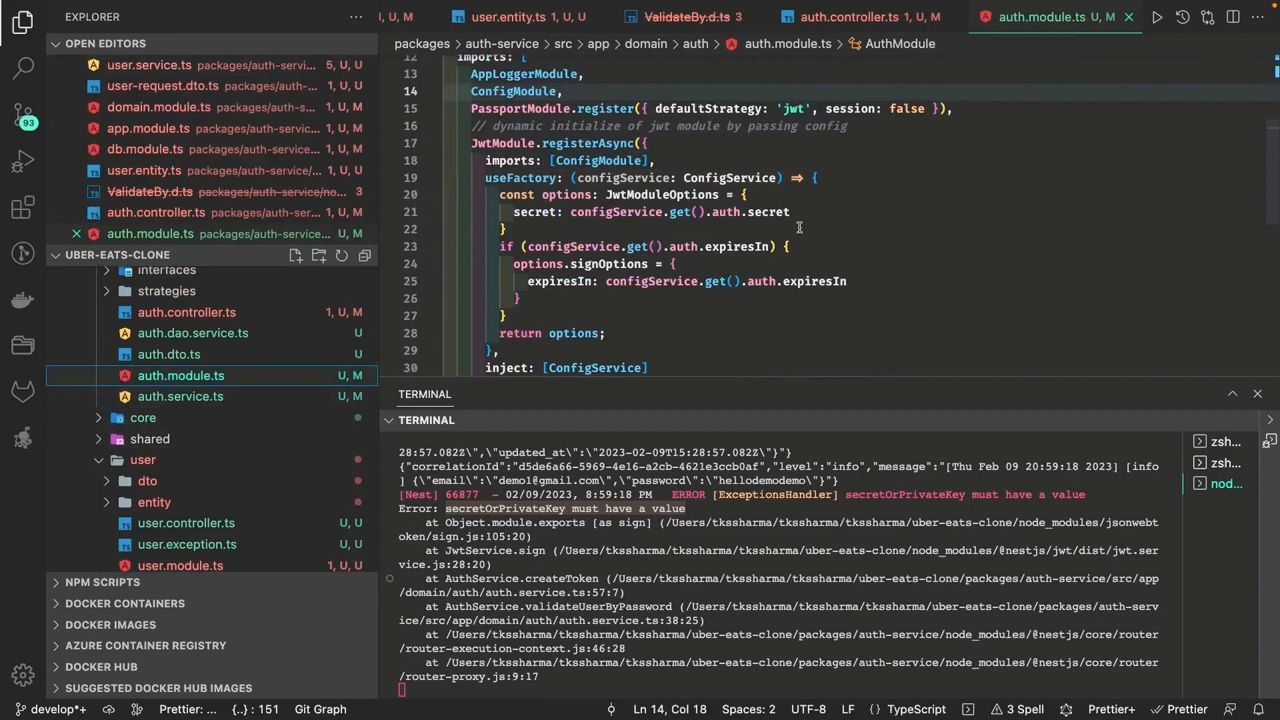 EXPLORER
OPEN EDITORS
user.service.ts packages/auth-servi... 5, U, U
user-request.dto.ts packages/auth-s... U
domain.module.ts packages/auth-s... U
app.module.ts packages/auth-servi... U
db.module.ts packages/auth-servic... U
user.entity.ts packages/auth-serv... 1, U
ValidateBy.d.ts packages/auth-service/no... 3
auth.controller.ts packages/auth... 1, U
auth.module.ts packages/auth-servi... U
UBER-EATS-CLONE
interfaces
strategies
auth.controller.ts 1, U, M
auth.dao.service.ts U
auth.dto.ts U
auth.module.ts U, M
auth.service.ts U, M
core
shared
user
dto
entity
user.controller.ts U
user.exception.ts U
user.module.ts 1, U
NPM SCRIPTS
DOCKER CONTAINERS
DOCKER IMAGES
AZURE CONTAINER REGISTRY
DOCKER HUB
SUGGESTED DOCKER HUB IMAGES
93
U, M user.entity.ts 1, U ValidateBy.d.ts 3 auth.controller.ts 1, U, M auth.module.ts U, M
packages > auth-service > src > app > domain > auth > auth.module.ts > AuthModule
12 imports: [
13 AppLoggerModule,
14 ConfigModule,
15 PassportModule.register({ defaultStrategy: 'jwt', session: false }),
16 // dynamic initialize of jwt module by passing config
17 JwtModule.registerAsync({
18 imports: [ConfigModule],
19 useFactory: (configService: ConfigService) => {
20 const options: JwtModuleOptions = {
21 secret: configService.get().auth.secret
22 }
23 if (configService.get().auth.expiresIn) {
24 options.signOptions = {
25 expiresIn: configService.get().auth.expiresIn
26 }
27 }
28 return options;
29 },
30 inject: [ConfigService]
TERMINAL
TERMINAL
28:57.082Z\",\"updated_at\":\"2023-02-09T15:28:57.082Z\"}"}
{"correlationId":"d5de6a66-5969-4e16-a2cb-4621e3ccb0af","level":"info","message":"[Thu Feb 09 20:59:18 2023] [info
] {\"email\":\"demo1@gmail.com\",\"password\":\"hellodemodemo\"}"}
[Nest] 66877 - 02/09/2023, 8:59:18 PM ERROR [ExceptionsHandler] secretOrPrivateKey must have a value
Error: secretOrPrivateKey must have a value
at Object.module.exports [as sign] (/Users/tkssharma/tkssharma/uber-eats-clone/node_modules/jsonwebt
oken/sign.js:105:20)
at JwtService.sign (/Users/tkssharma/tkssharma/uber-eats-clone/node_modules/@nestjs/jwt/dist/jwt.ser
vice.js:28:20)
at AuthService.createToken (/Users/tkssharma/tkssharma/uber-eats-clone/packages/auth-service/src/app
/domain/auth/auth.service.ts:57:7)
at AuthService.validateUserByPassword (/Users/tkssharma/tkssharma/uber-eats-clone/packages/auth-serv
ice/src/app/domain/auth/auth.service.ts:38:25)
at /Users/tkssharma/tkssharma/uber-eats-clone/packages/auth-service/node_modules/@nestjs/core/router
/router-execution-context.js:46:28
at /Users/tkssharma/tkssharma/uber-eats-clone/packages/auth-service/node_modules/@nestjs/core/router
/router-proxy.js:9:17
zsh...
zsh...
nod...
develop*+ Prettier: ... {..} : 151 Git Graph Ln 14, Col 18 Spaces: 2 UTF-8 LF TypeScript 3 Spell Prettier+ Prettier